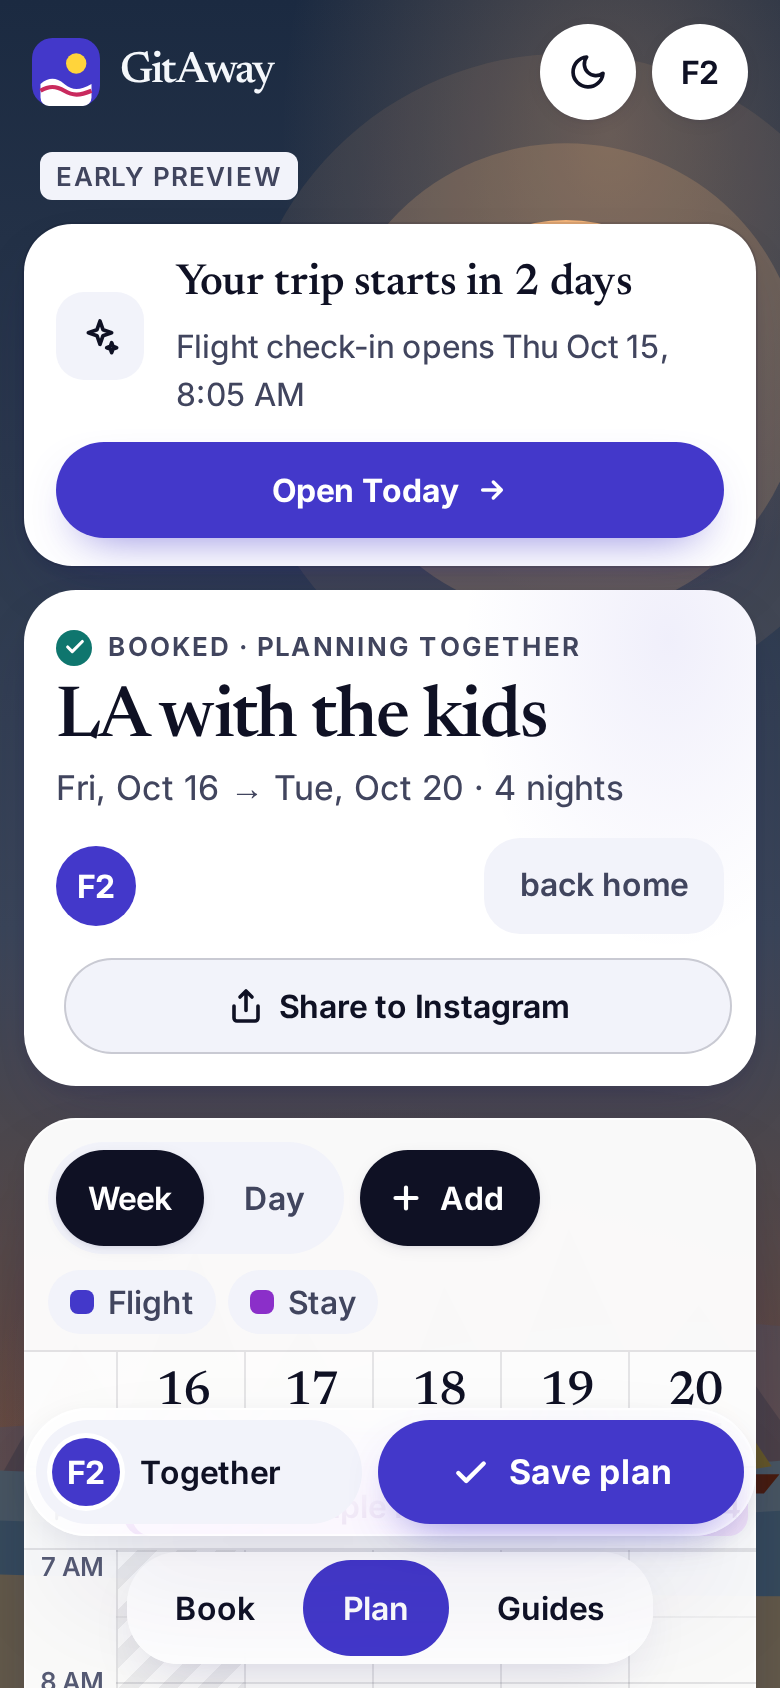 GitAway
F2
EARLY PREVIEW
Your trip starts in 2 days
Flight check-in opens Thu Oct 15,
8:05 AM
Open Today →
BOOKED · PLANNING TOGETHER
LA with the kids
Fri, Oct 16 → Tue, Oct 20 · 4 nights
F2
back home
Share to Instagram
Week
Day
+ Add
Flight
Stay
16 17 18 19 20
F2 Together
Save plan
7 AM
Book
Plan
Guides
8 AM